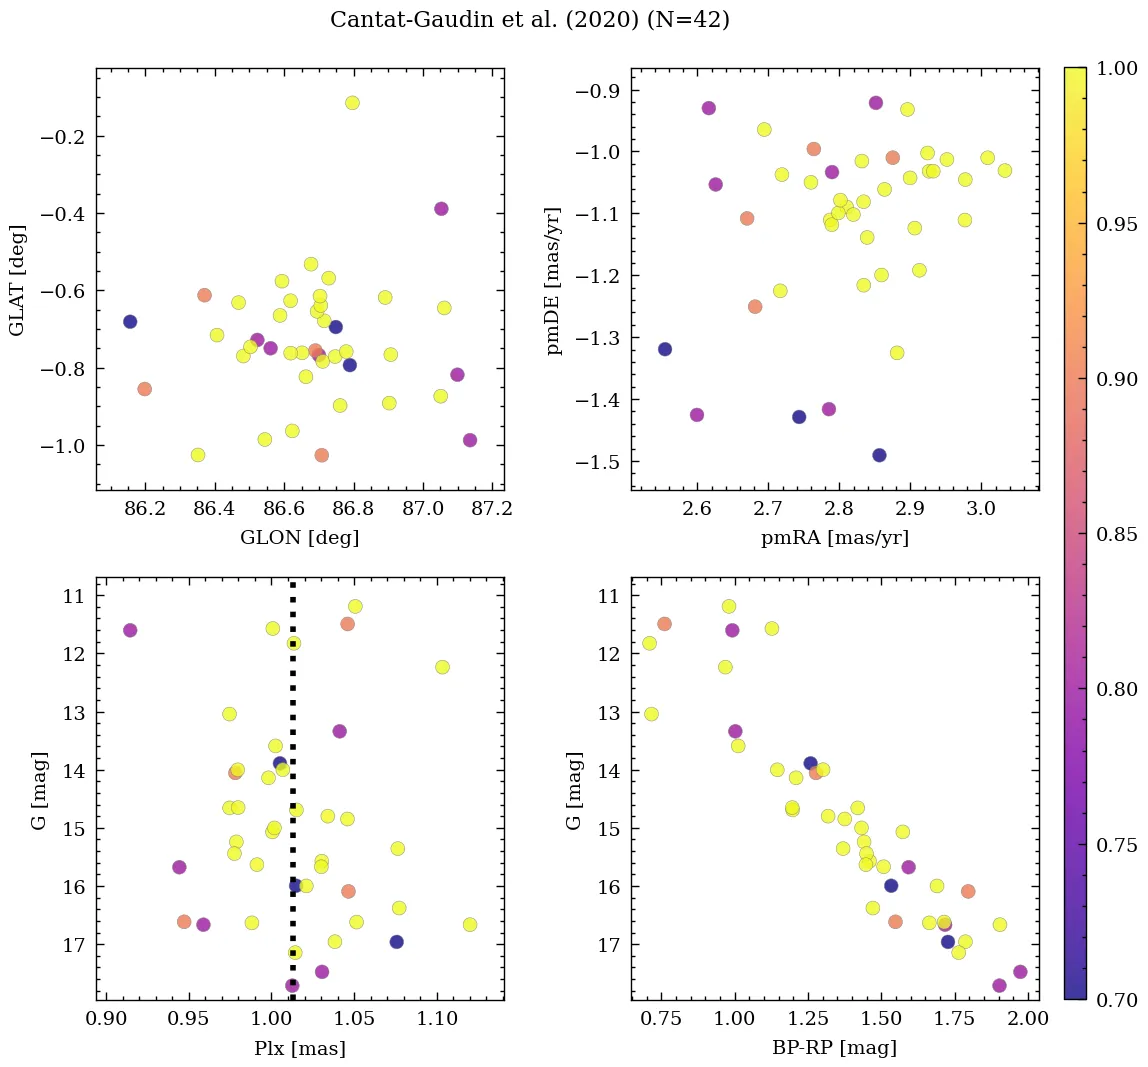 Cantat-Gaudin et al. (2020) (N=42)
−0.2
−0.4
−0.6
−0.8
−1.0
GLAT [deg]
86.2 86.4 86.6 86.8 87.0 87.2
GLON [deg]
−0.9
−1.0
−1.1
−1.2
−1.3
−1.4
−1.5
pmDE [mas/yr]
2.6 2.7 2.8 2.9 3.0
pmRA [mas/yr]
11
12
13
14
15
16
17
G [mag]
0.90 0.95 1.00 1.05 1.10
Plx [mas]
11
12
13
14
15
16
17
G [mag]
0.75 1.00 1.25 1.50 1.75 2.00
BP-RP [mag]
1.00
0.95
0.90
0.85
0.80
0.75
0.70